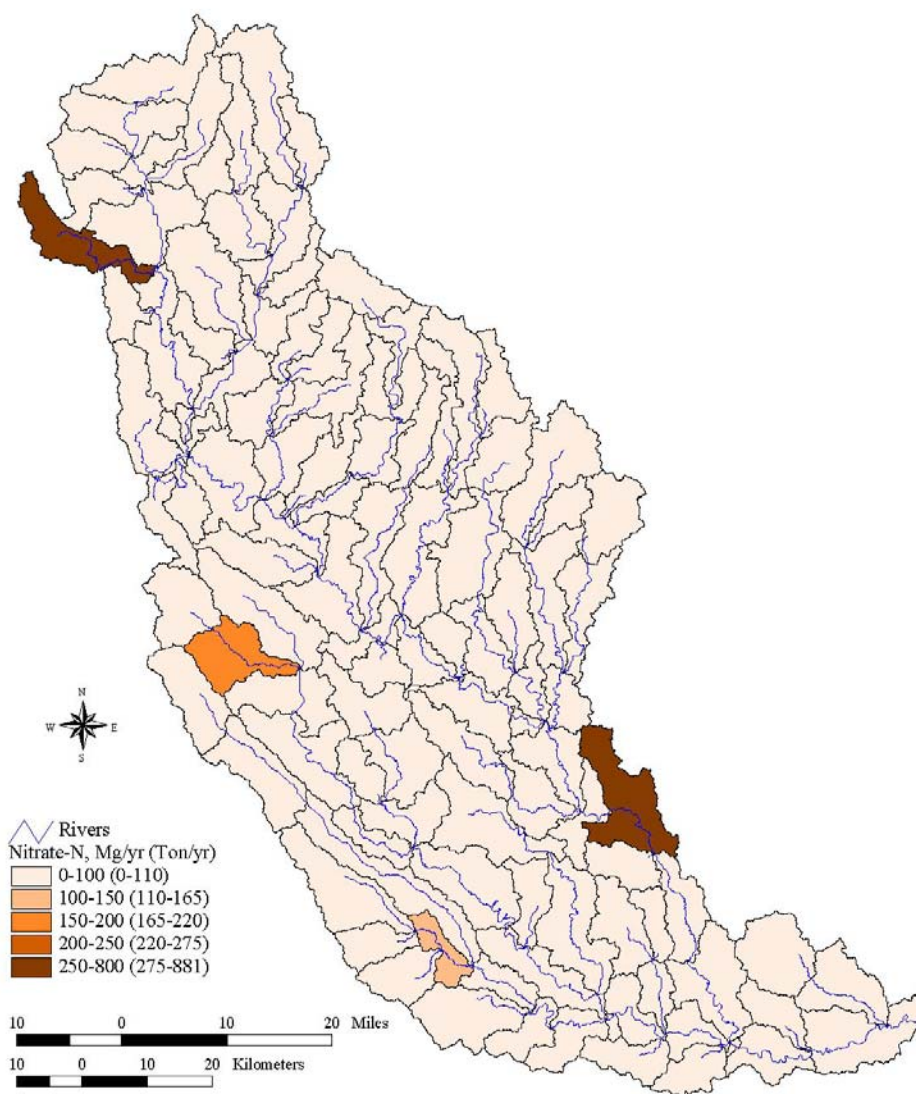 N
W E
S
Rivers
Nitrate-N, Mg/yr (Ton/yr)
0-100 (0-110)
100-150 (110-165)
150-200 (165-220)
200-250 (220-275)
250-800 (275-881)
10 0 10 20 Miles
10 0 10 20 Kilometers